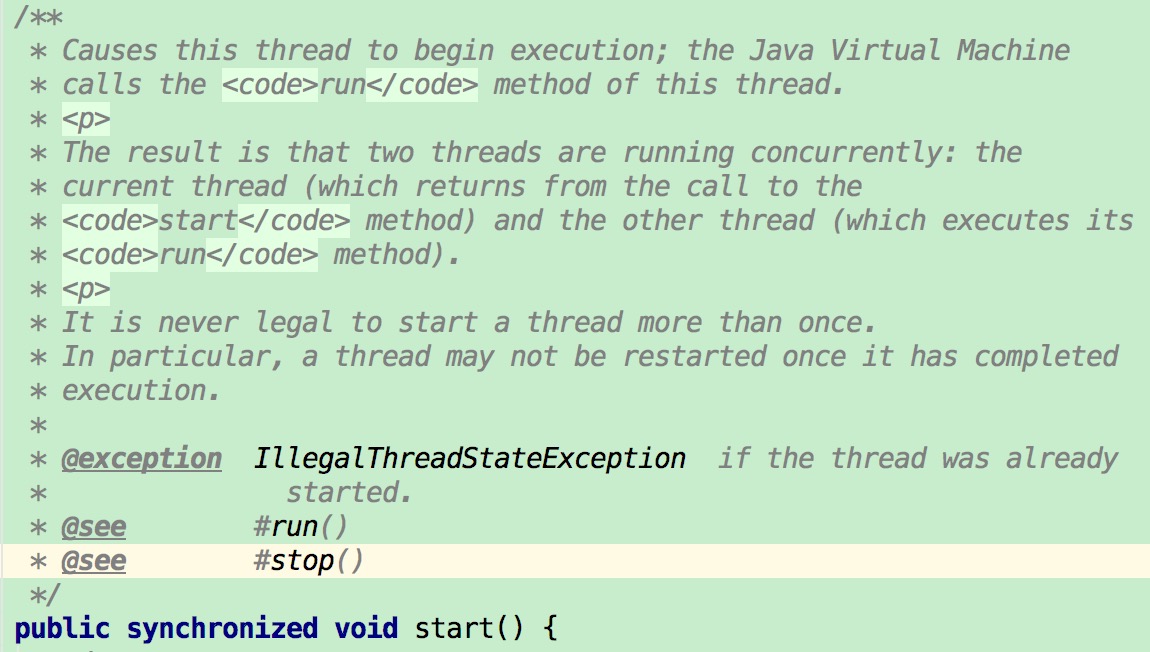 /**
* Causes this thread to begin execution; the Java Virtual Machine
* calls the <code>run</code> method of this thread.
* <p>
* The result is that two threads are running concurrently: the
* current thread (which returns from the call to the
* <code>start</code> method) and the other thread (which executes its
* <code>run</code> method).
* <p>
* It is never legal to start a thread more than once.
* In particular, a thread may not be restarted once it has completed
* execution.
*
* @exception  IllegalThreadStateException  if the thread was already
*               started.
* @see        #run()
* @see        #stop()
*/
public synchronized void start() {